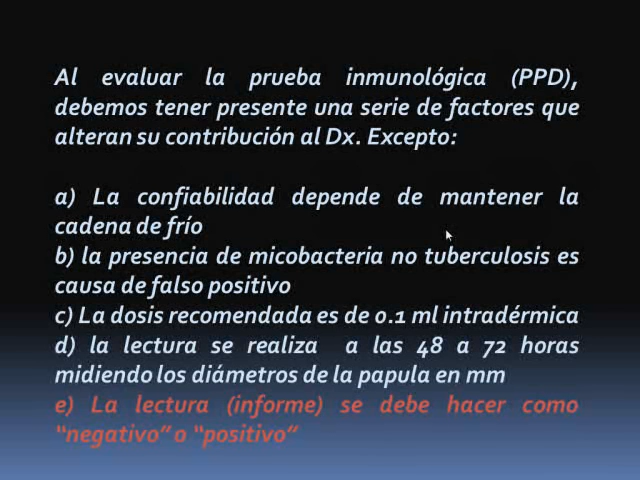 Al evaluar la prueba inmunológica (PPD),
debemos tener presente una serie de factores que
alteran su contribución al Dx. Excepto:
a) La confiabilidad depende de mantener la
cadena de frío
b) la presencia de micobacteria no tuberculosis es
causa de falso positivo
c) La dosis recomendada es de 0.1 ml intradérmica
d) la lectura se realiza a las 48 a 72 horas
midiendo los diámetros de la papula en mm
e) La lectura (informe) se debe hacer como
“negativo” o “positivo”